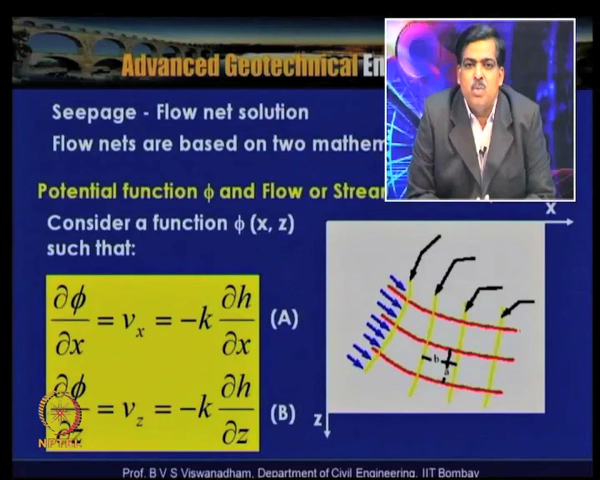 Advanced Geotechnical En
Seepage - Flow net solution
Flow nets are based on two mathem
Potential function ϕ and Flow or Strea
Consider a function ϕ (x, z)
such that:
∂ϕ/∂x = vₓ = −k ∂h/∂x (A)
∂ϕ/∂z = v_z = −k ∂h/∂z (B)
x
b
a
z
NPTEL
Prof. B V S Viswanadham, Department of Civil Engineering, IIT Bombay